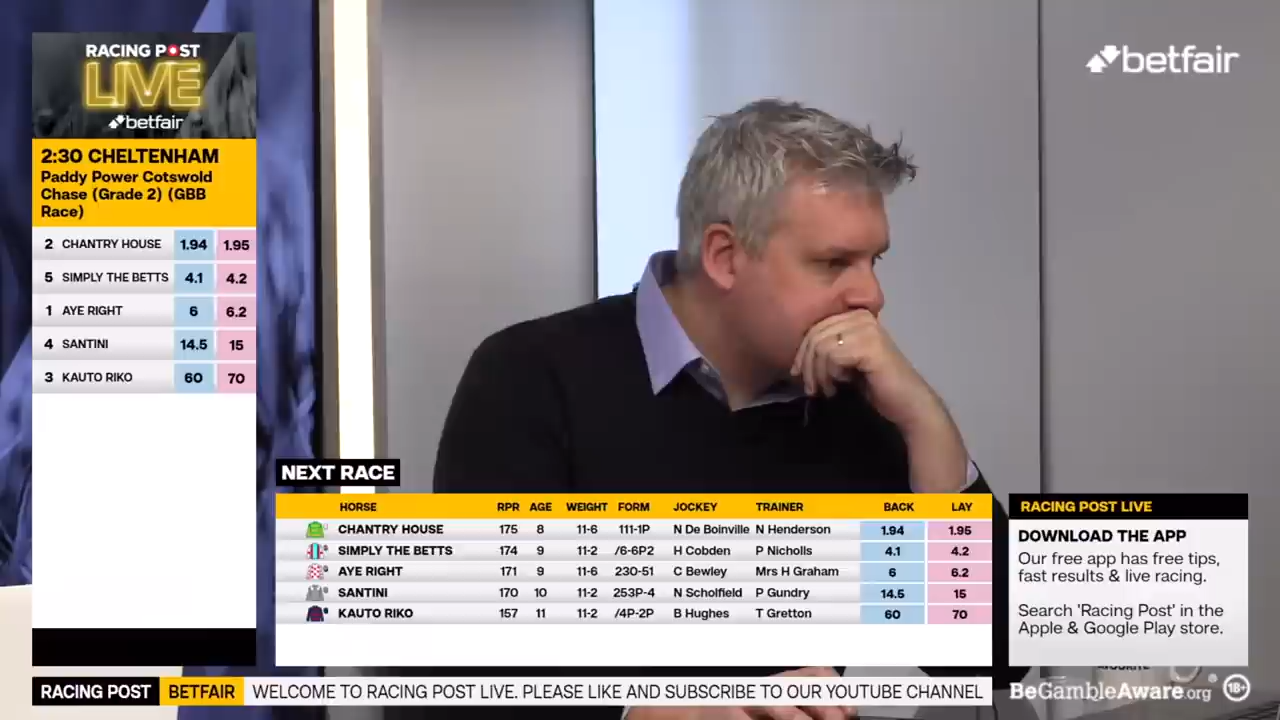 RACING POST
LIVE
betfair
2:30 CHELTENHAM
Paddy Power Cotswold
Chase (Grade 2) (GBB
Race)
2 CHANTRY HOUSE 1.94 1.95
5 SIMPLY THE BETTS 4.1 4.2
1 AYE RIGHT 6 6.2
4 SANTINI 14.5 15
3 KAUTO RIKO 60 70
betfair
NEXT RACE
HORSE RPR AGE WEIGHT FORM JOCKEY TRAINER BACK LAY
CHANTRY HOUSE 175 8 11-6 111-1P N De Boinville N Henderson 1.94 1.95
SIMPLY THE BETTS 174 9 11-2 /6-6P2 H Cobden P Nicholls 4.1 4.2
AYE RIGHT 171 9 11-6 230-51 C Bewley Mrs H Graham 6 6.2
SANTINI 170 10 11-2 253P-4 N Scholfield P Gundry 14.5 15
KAUTO RIKO 157 11 11-2 /4P-2P B Hughes T Gretton 60 70
RACING POST LIVE
DOWNLOAD THE APP
Our free app has free tips,
fast results & live racing.
Search 'Racing Post' in the
Apple & Google Play store.
RACING POST BETFAIR WELCOME TO RACING POST LIVE. PLEASE LIKE AND SUBSCRIBE TO OUR YOUTUBE CHANNEL
BeGambleAware.org 18+